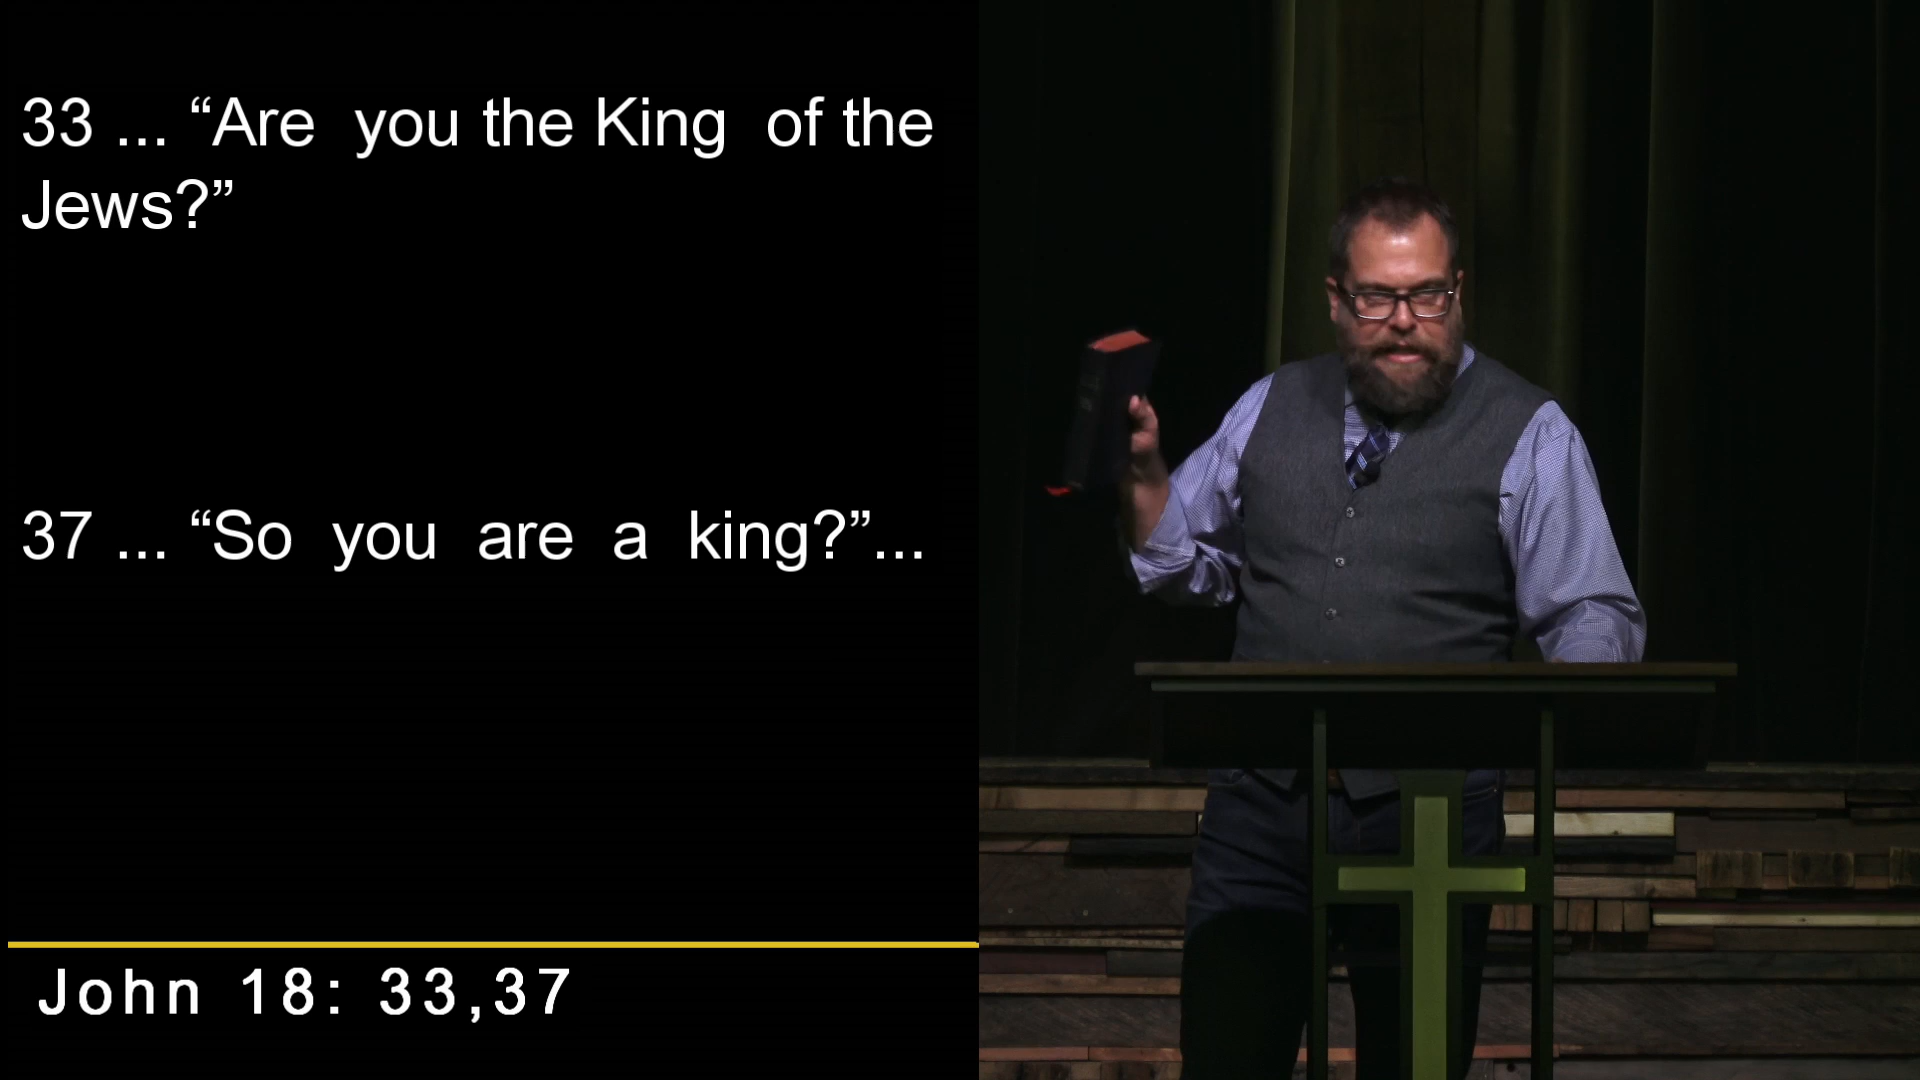 33 ... “Are you the King of the
Jews?”
37 ... “So you are a king?”...
John 18: 33,37